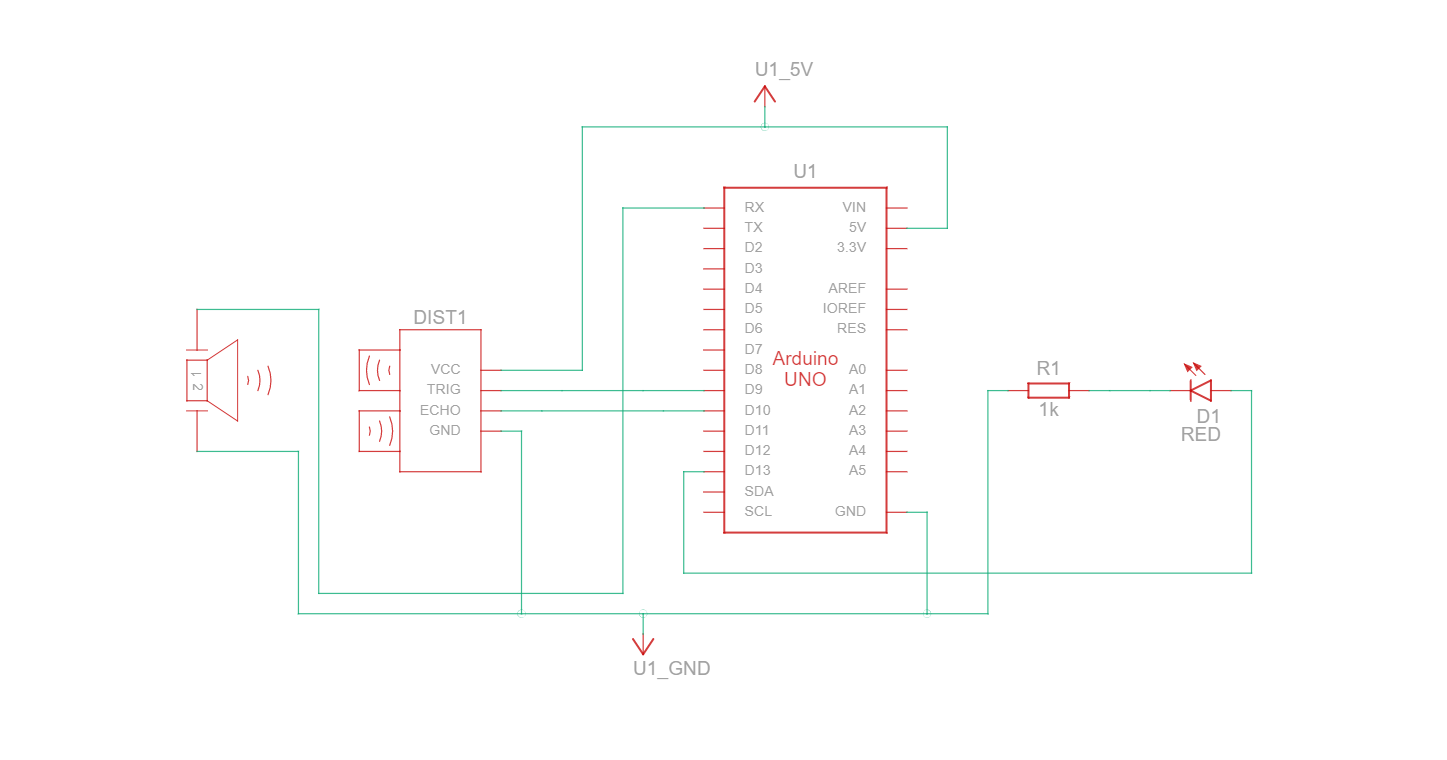 U1_5V
U1
RX VIN
TX 5V
D2 3.3V
D3
D4 AREF
D5 IOREF
D6 RES
D7
Arduino
UNO
D8 A0
D9 A1
D10 A2
D11 A3
D12 A4
D13 A5
SDA
SCL GND
DIST1
VCC
TRIG
ECHO
GND
1 2
R1
1k
D1
RED
U1_GND